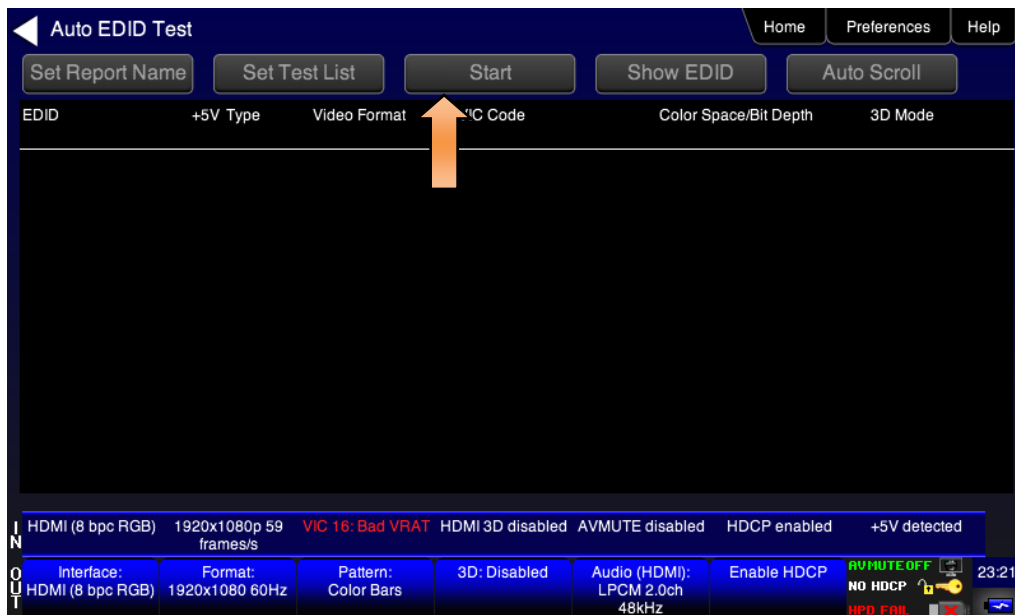 Auto EDID Test
Home Preferences Help
Set Report Name Set Test List Start Show EDID Auto Scroll
EDID +5V Type Video Format VIC Code Color Space/Bit Depth 3D Mode
IN HDMI (8 bpc RGB) 1920x1080p 59 frames/s VIC 16: Bad VRAT HDMI 3D disabled AVMUTE disabled HDCP enabled +5V detected
OUT Interface: HDMI (8 bpc RGB) Format: 1920x1080 60Hz Pattern: Color Bars 3D: Disabled Audio (HDMI): LPCM 2.0ch 48kHz Enable HDCP
AVMUTEOFF
NO HDCP
HPD FAIL
23:21